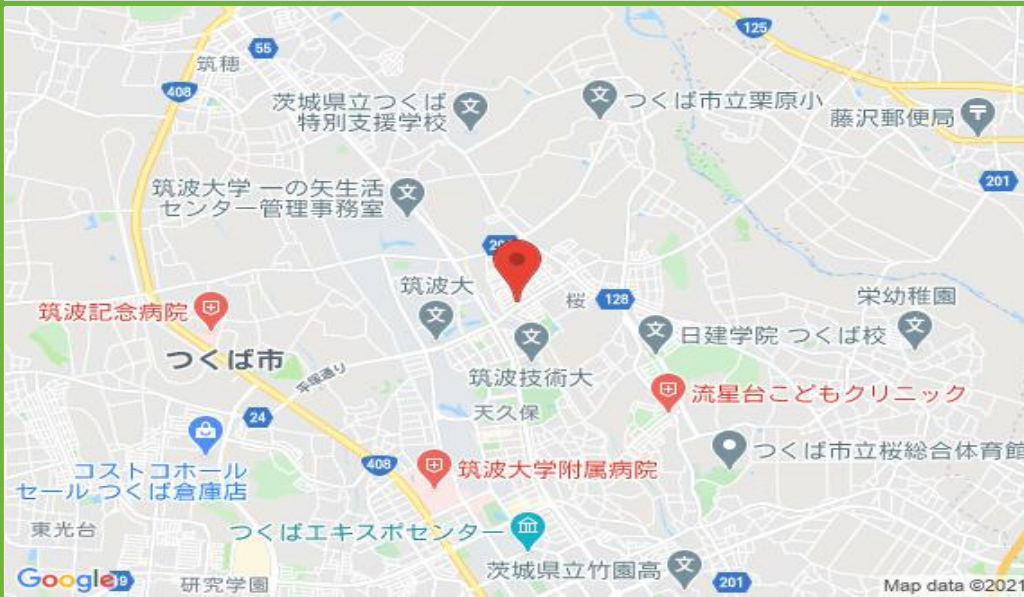 125
55
筑穂
408
茨城県立つくば
特別支援学校
つくば市立栗原小
藤沢郵便局
201
筑波大学 一の矢生活
センター管理事務室
筑波大
桜
128
栄幼稚園
筑波記念病院
日建学院 つくば校
つくば市
平塚通り
筑波技術大
流星台こどもクリニック
24
天久保
つくば市立桜総合体育館
408
筑波大学附属病院
コストコホール
セール つくば倉庫店
東光台
つくばエキスポセンター
茨城県立竹園高
201
Google
研究学園
Map data ©2021